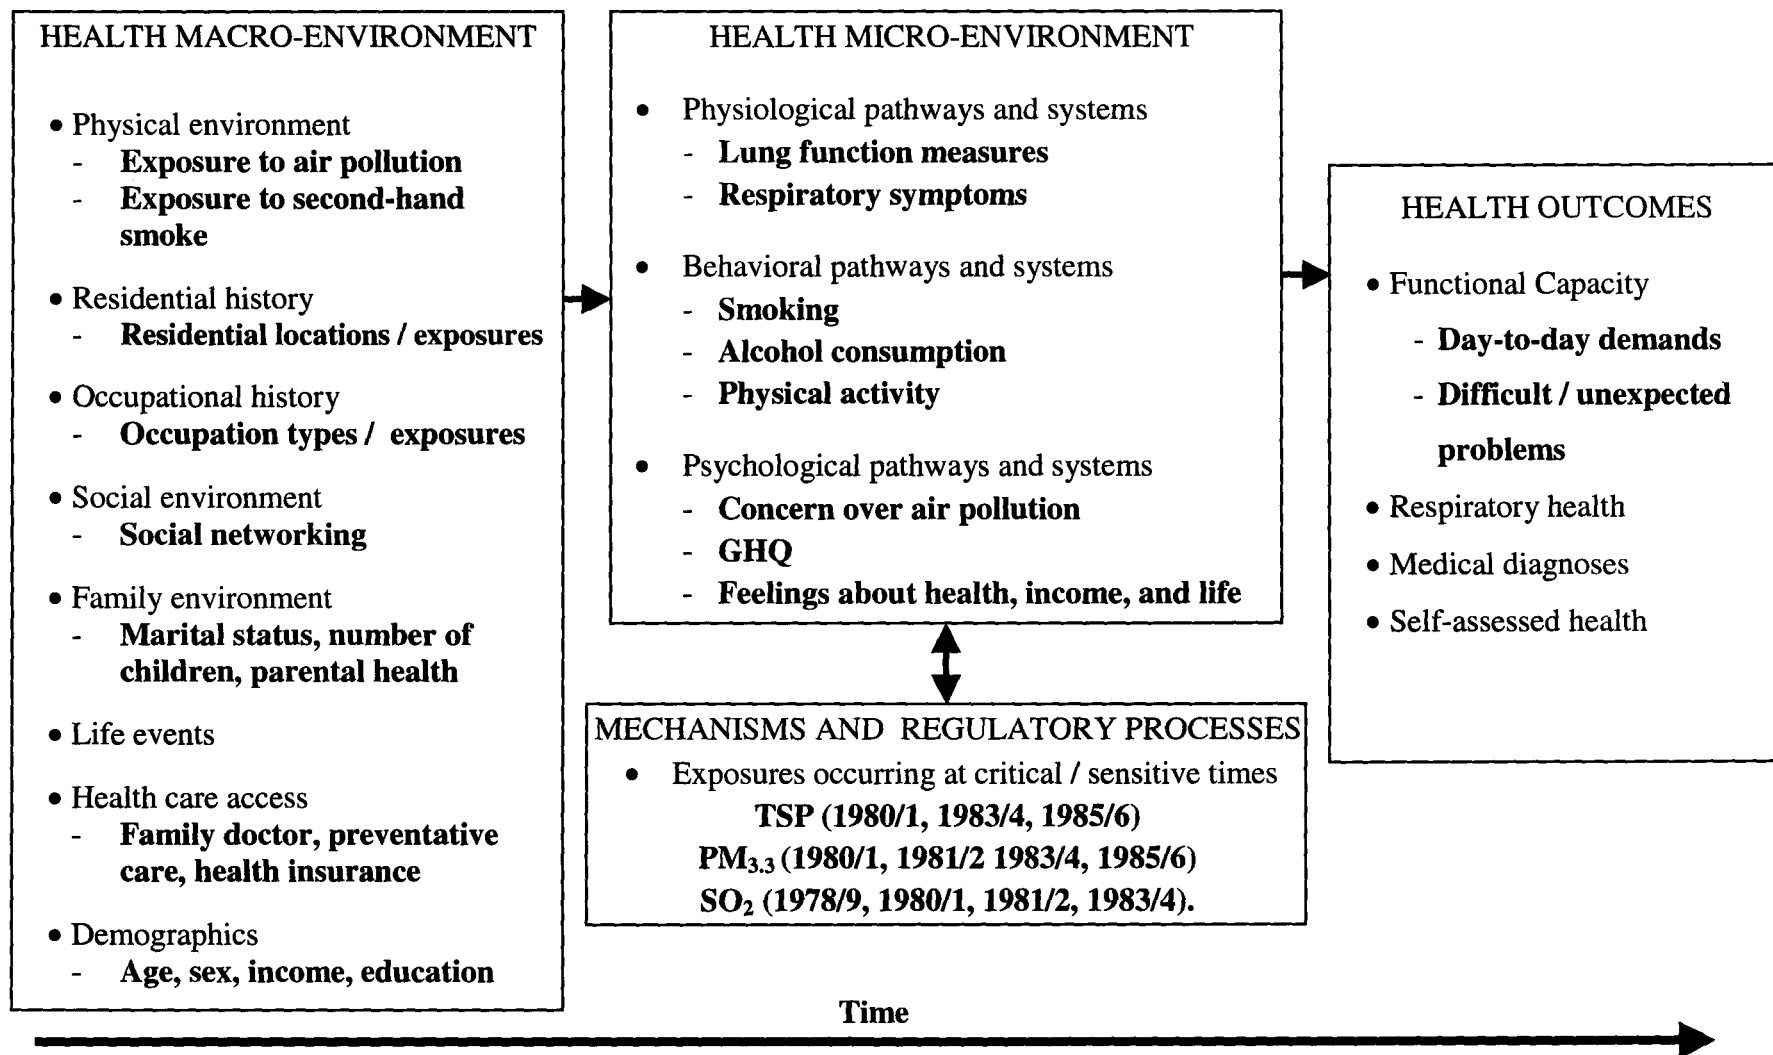 HEALTH MACRO-ENVIRONMENT
• Physical environment
- Exposure to air pollution
- Exposure to second-hand
smoke
• Residential history
- Residential locations / exposures
• Occupational history
- Occupation types / exposures
• Social environment
- Social networking
• Family environment
- Marital status, number of
children, parental health
• Life events
• Health care access
- Family doctor, preventative
care, health insurance
• Demographics
- Age, sex, income, education
HEALTH MICRO-ENVIRONMENT
• Physiological pathways and systems
- Lung function measures
- Respiratory symptoms
• Behavioral pathways and systems
- Smoking
- Alcohol consumption
- Physical activity
• Psychological pathways and systems
- Concern over air pollution
- GHQ
- Feelings about health, income, and life
MECHANISMS AND REGULATORY PROCESSES
• Exposures occurring at critical / sensitive times
TSP (1980/1, 1983/4, 1985/6)
PM₃.₃ (1980/1, 1981/2 1983/4, 1985/6)
SO₂ (1978/9, 1980/1, 1981/2, 1983/4).
HEALTH OUTCOMES
• Functional Capacity
- Day-to-day demands
- Difficult / unexpected
problems
• Respiratory health
• Medical diagnoses
• Self-assessed health
Time